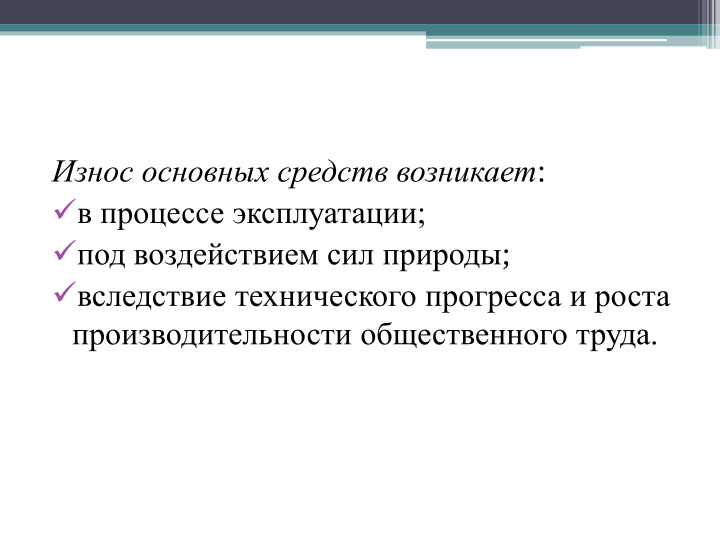 Износ основных средств возникает:
✓в процессе эксплуатации;
✓под воздействием сил природы;
✓вследствие технического прогресса и роста
производительности общественного труда.